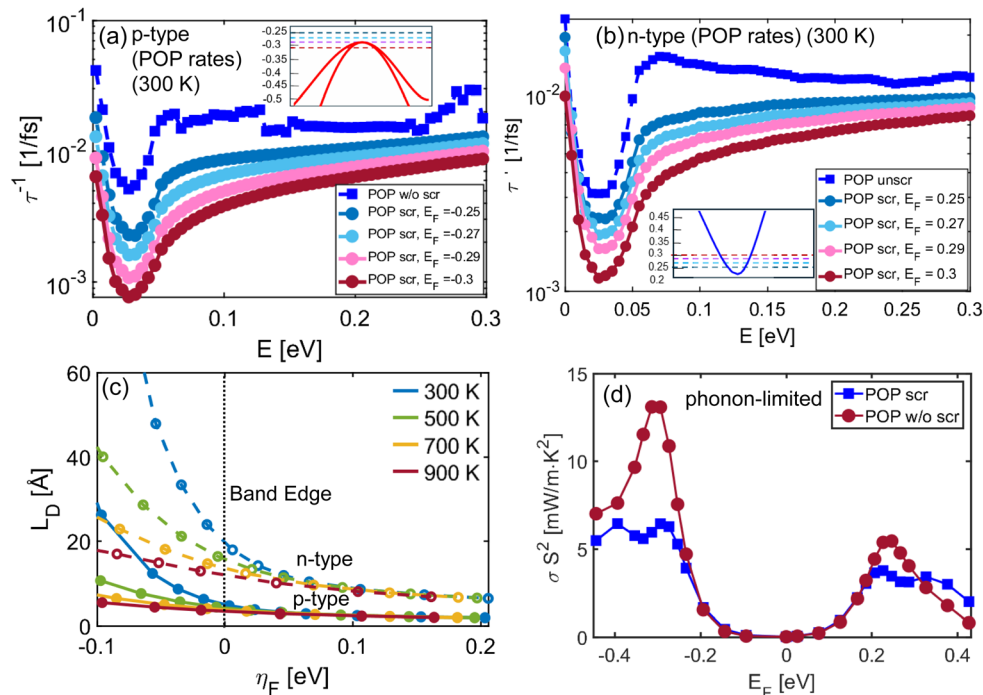 (a) p-type
(POP rates)
(300 K)
10⁻¹
10⁻²
10⁻³
τ⁻¹ [1/fs]
-0.25
-0.3
-0.35
-0.4
-0.45
-0.5
POP w/o scr
POP scr, E_F =-0.25
POP scr, E_F =-0.27
POP scr, E_F =-0.29
POP scr, E_F =-0.3
0 0.1 0.2 0.3
E [eV]
(b) n-type (POP rates) (300 K)
10⁻²
10⁻³
τ ' [1/fs]
0.45
0.4
0.35
0.3
0.25
0.2
POP unscr
POP scr, E_F = 0.25
POP scr, E_F = 0.27
POP scr, E_F = 0.29
POP scr, E_F = 0.3
0 0.05 0.1 0.15 0.2 0.25 0.3
E [eV]
(c)
60
40
20
0
L_D [Å]
300 K
500 K
700 K
900 K
Band Edge
n-type
p-type
-0.1 0 0.1 0.2
η_F [eV]
(d) phonon-limited
15
10
5
0
σ S² [mW/m·K²]
POP scr
POP w/o scr
-0.4 -0.2 0 0.2 0.4
E_F [eV]